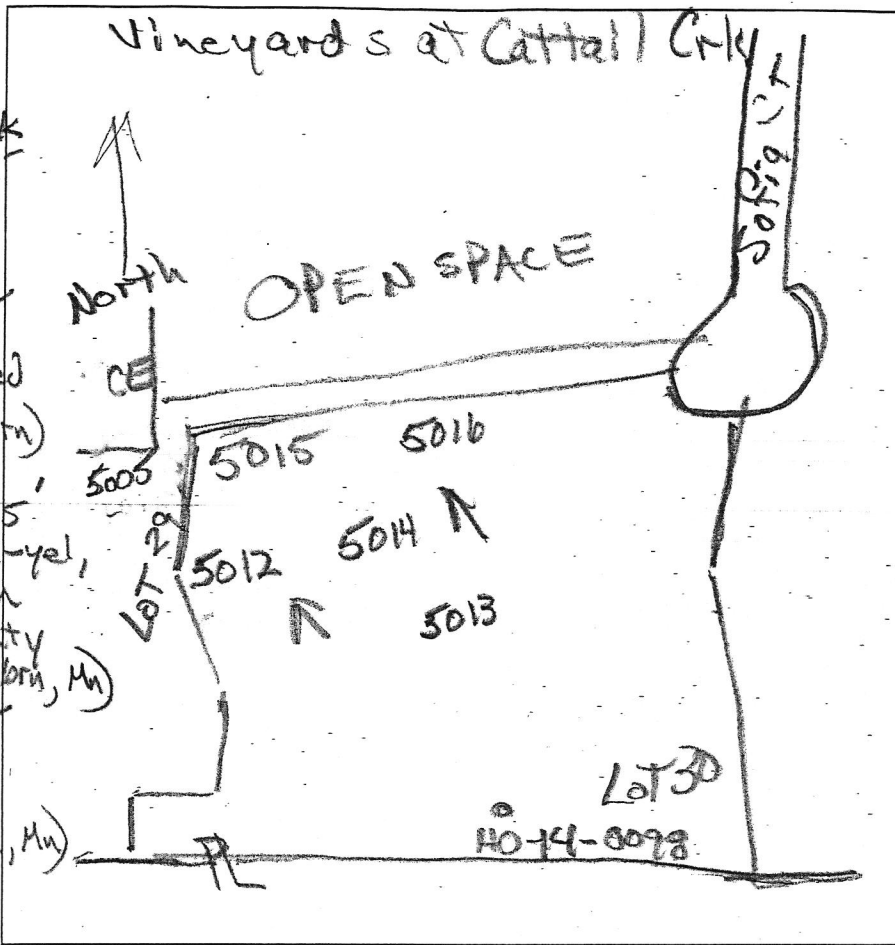 Vineyards at Cattail Crk
Sofia Ct
North
OPEN SPACE
CE
5005
5015
5016
LOT 29
5014
5012
5013
-yel,
ty
orn, Mn)
LOT 30
HO-14-0098
, Mn)
PL